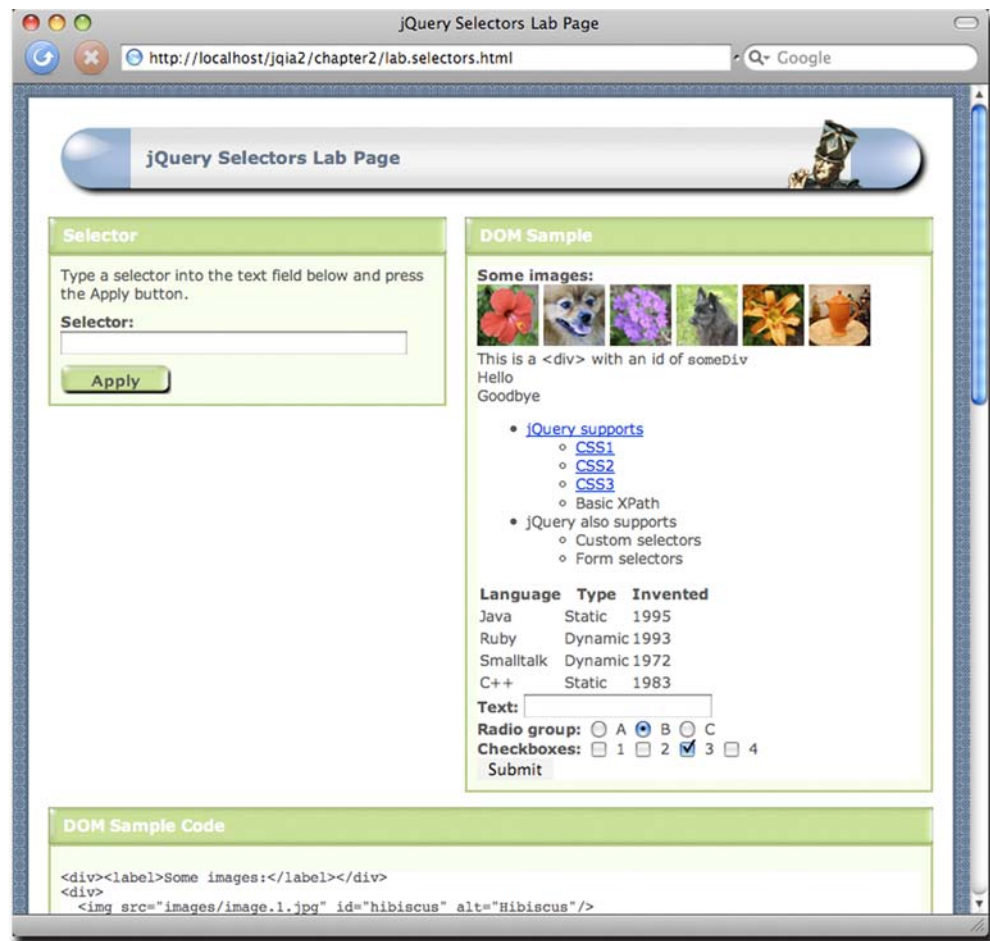 jQuery Selectors Lab Page
http://localhost/jqia2/chapter2/lab.selectors.html
Google
jQuery Selectors Lab Page
Selector
Type a selector into the text field below and press
the Apply button.
Selector:
Apply
DOM Sample
Some images:
This is a <div> with an id of someDiv
Hello
Goodbye
jQuery supports
CSS1
CSS2
CSS3
Basic XPath
jQuery also supports
Custom selectors
Form selectors
Language Type Invented
Java Static 1995
Ruby Dynamic 1993
Smalltalk Dynamic 1972
C++ Static 1983
Text:
Radio group: A B C
Checkboxes: 1 2 3 4
Submit
DOM Sample Code
<div><label>Some images:</label></div>
<div>
<img src="images/image.1.jpg" id="hibiscus" alt="Hibiscus"/>